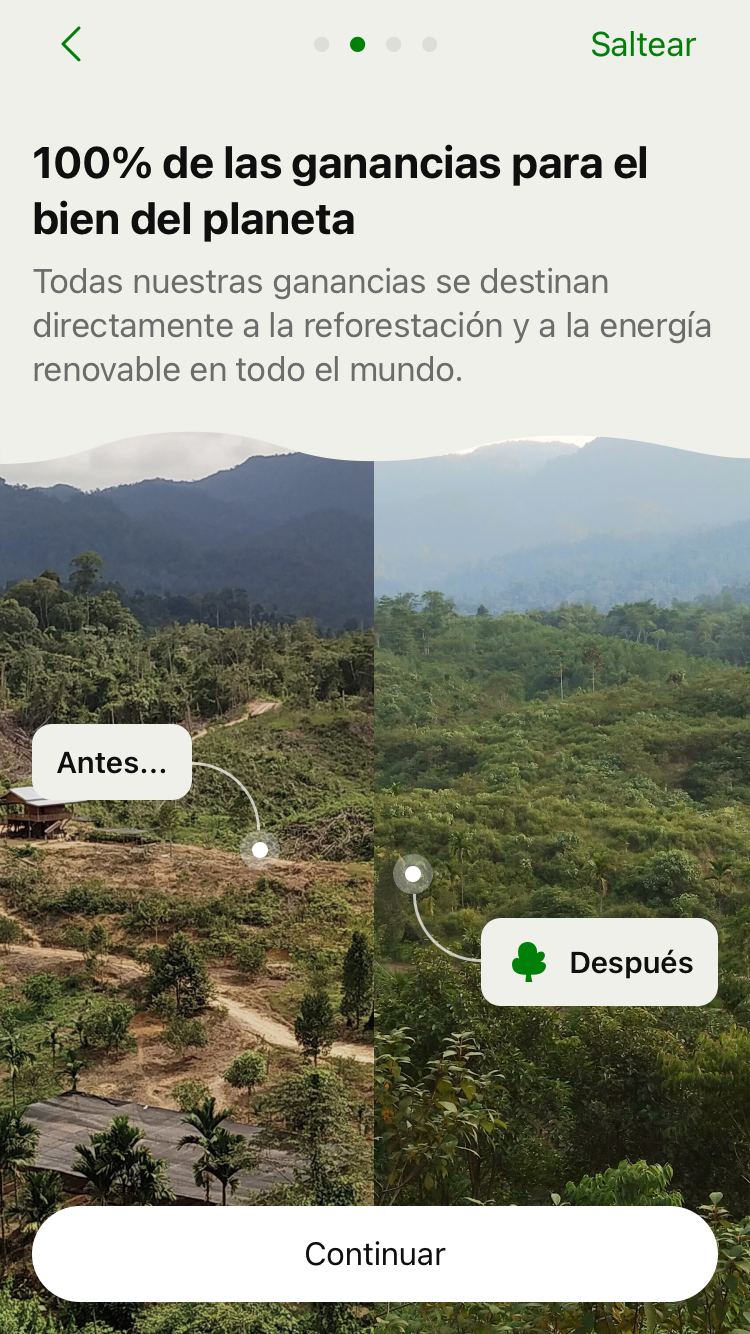 Saltear
100% de las ganancias para el
bien del planeta
Todas nuestras ganancias se destinan
directamente a la reforestación y a la energía
renovable en todo el mundo.
Antes...
Después
Continuar